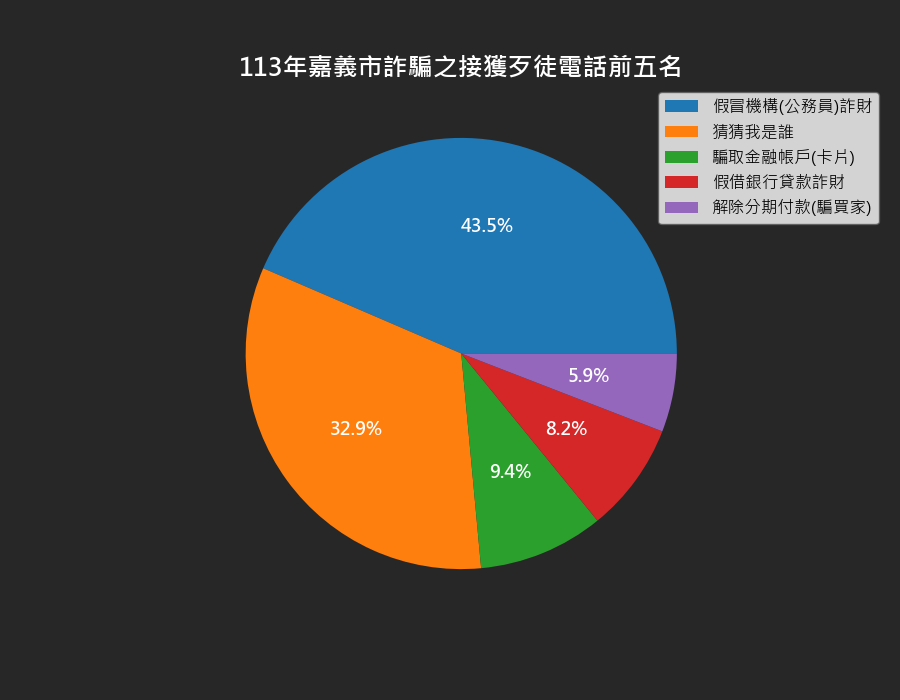 113年嘉義市詐騙之接獲歹徒電話前五名
假冒機構(公務員)詐財
猜猜我是誰
騙取金融帳戶(卡片)
假借銀行貸款詐財
解除分期付款(騙買家)
43.5%
32.9%
9.4%
8.2%
5.9%